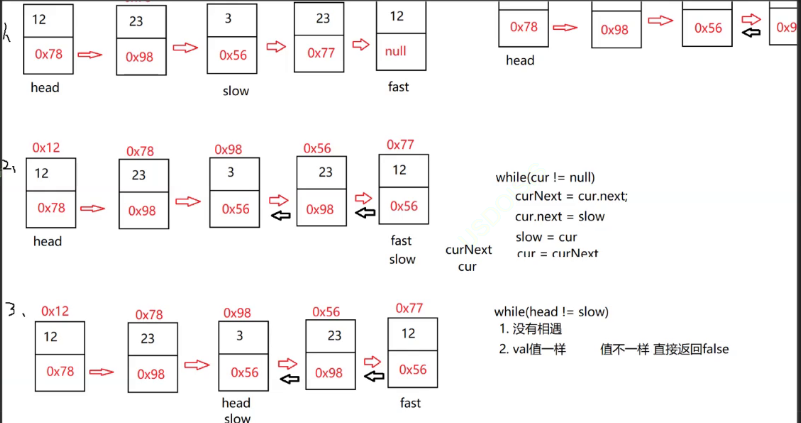 12 23 3 23 12
0x78 0x98 0x56 0x77 null
head slow fast
0x78 0x98 0x56
head
2、
0x12 0x78 0x98 0x56 0x77
12 23 3 23 12
0x78 0x98 0x56 0x98 0x56
head fast
slow
curNext
cur
while(cur != null)
curNext = cur.next;
cur.next = slow
slow = cur
cur = curNext
3、
0x12 0x78 0x98 0x56 0x77
12 23 3 23 12
0x78 0x98 0x56 0x98 0x56
head fast
slow
while(head != slow)
1. 没有相遇
2. val值一样 值不一样 直接返回false